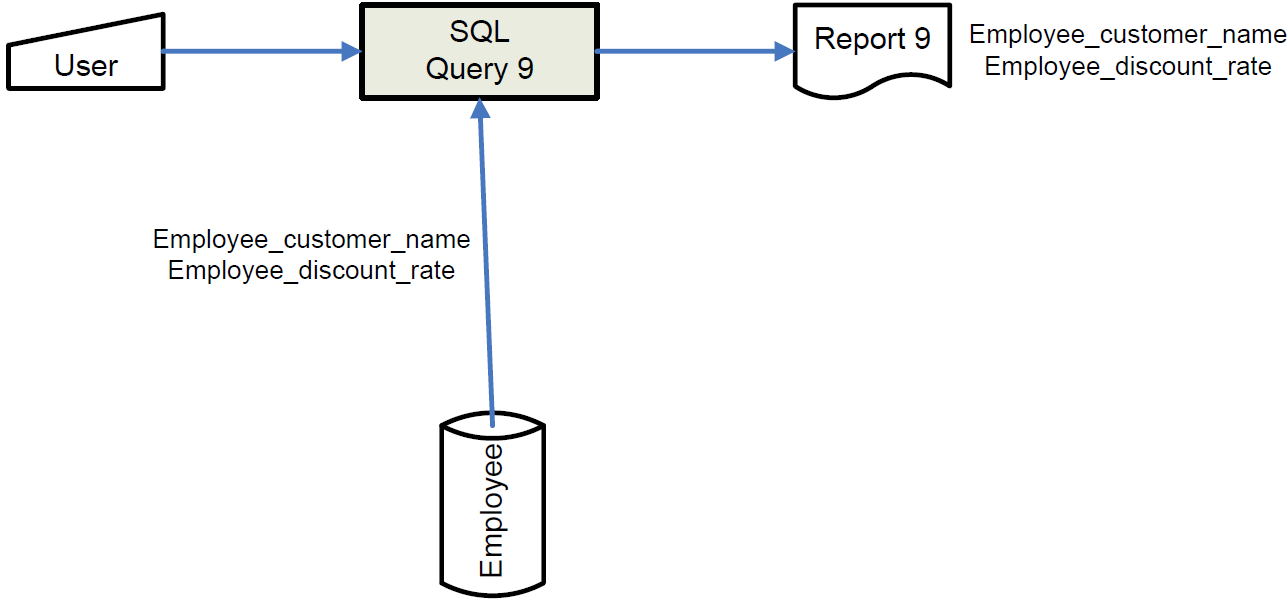 User
SQL
Query 9
Report 9
Employee_customer_name
Employee_discount_rate
Employee_customer_name
Employee_discount_rate
Employee